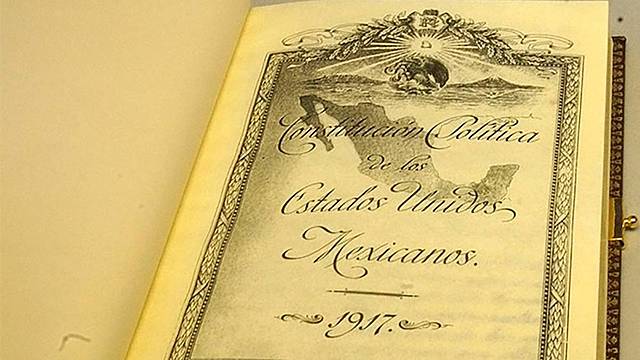 Constitución Política
de los
Estados Unidos
Mexicanos.
1917.